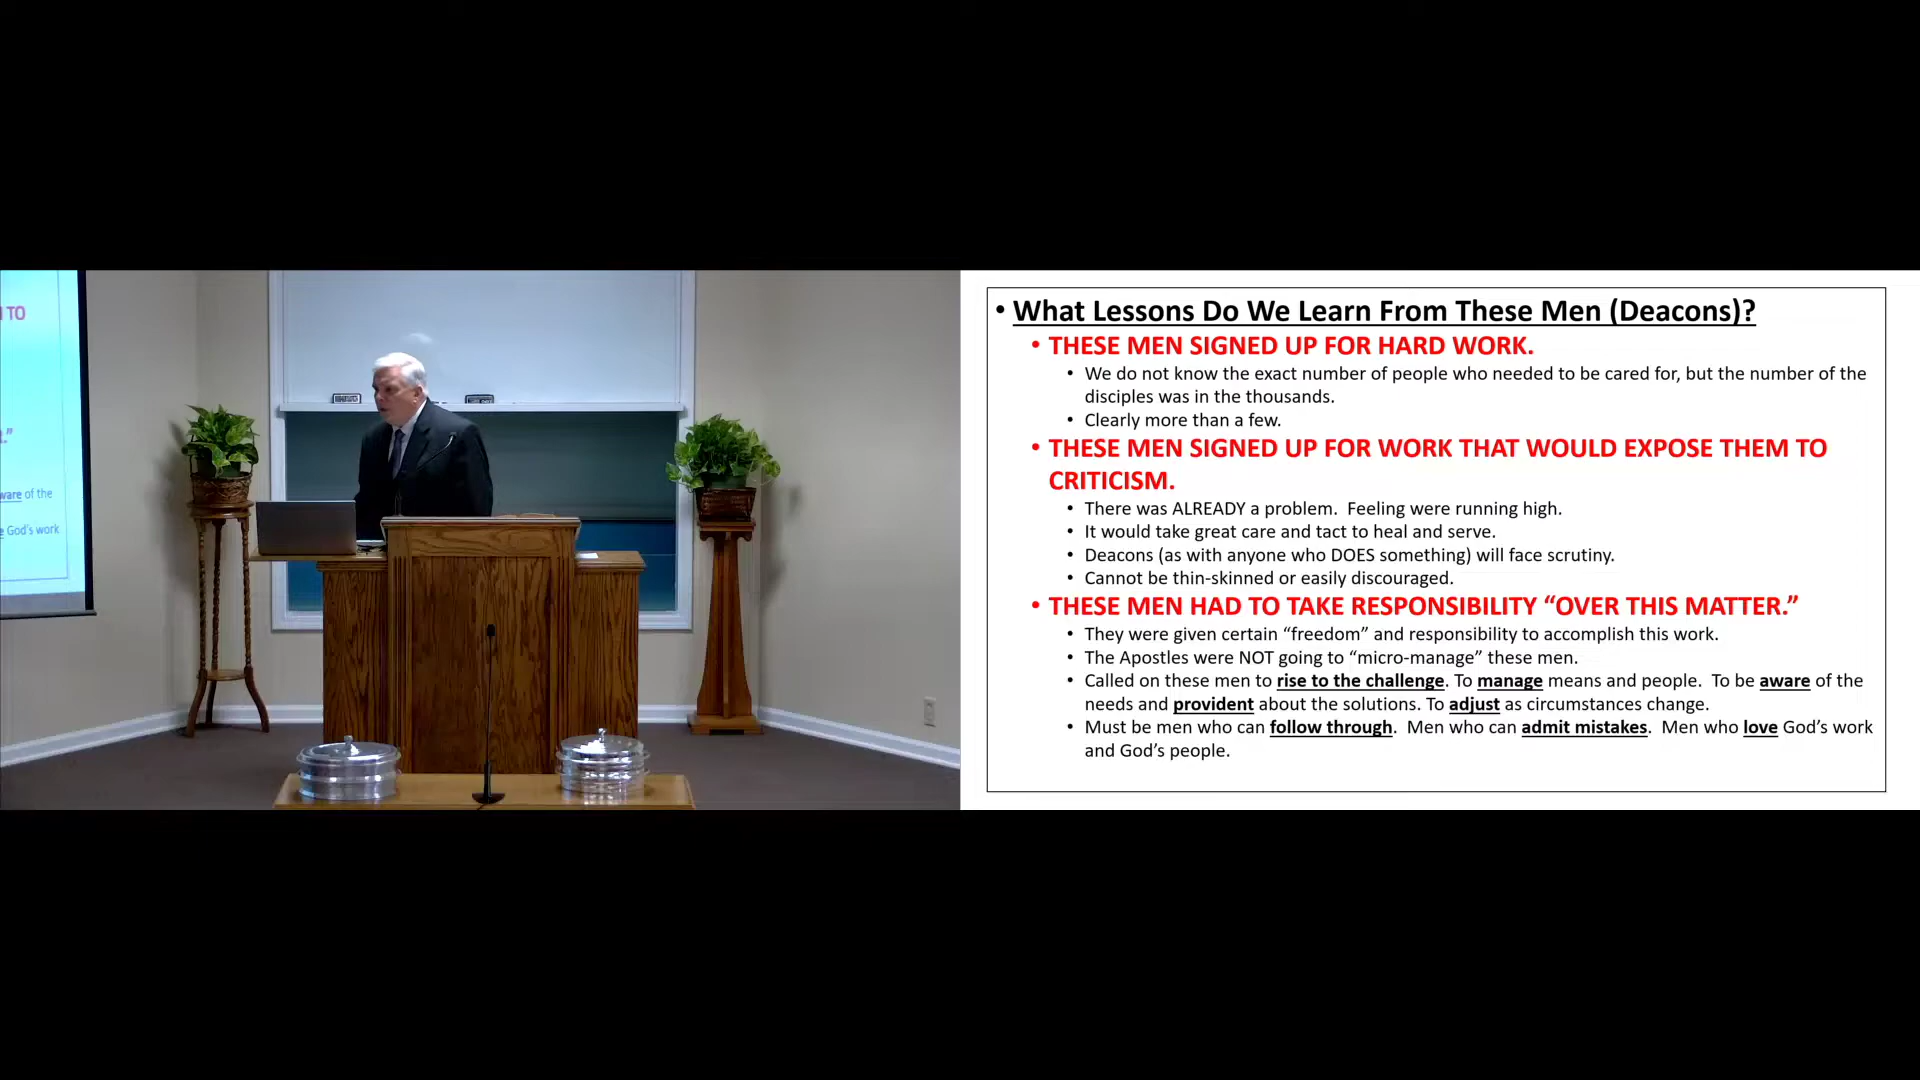 TO
."
ware of the
e God's work
• What Lessons Do We Learn From These Men (Deacons)?
• THESE MEN SIGNED UP FOR HARD WORK.
• We do not know the exact number of people who needed to be cared for, but the number of the
disciples was in the thousands.
• Clearly more than a few.
• THESE MEN SIGNED UP FOR WORK THAT WOULD EXPOSE THEM TO
CRITICISM.
• There was ALREADY a problem.  Feeling were running high.
• It would take great care and tact to heal and serve.
• Deacons (as with anyone who DOES something) will face scrutiny.
• Cannot be thin-skinned or easily discouraged.
• THESE MEN HAD TO TAKE RESPONSIBILITY “OVER THIS MATTER.”
• They were given certain “freedom” and responsibility to accomplish this work.
• The Apostles were NOT going to “micro-manage” these men.
• Called on these men to rise to the challenge. To manage means and people.  To be aware of the
needs and provident about the solutions. To adjust as circumstances change.
• Must be men who can follow through.  Men who can admit mistakes.  Men who love God’s work
and God’s people.